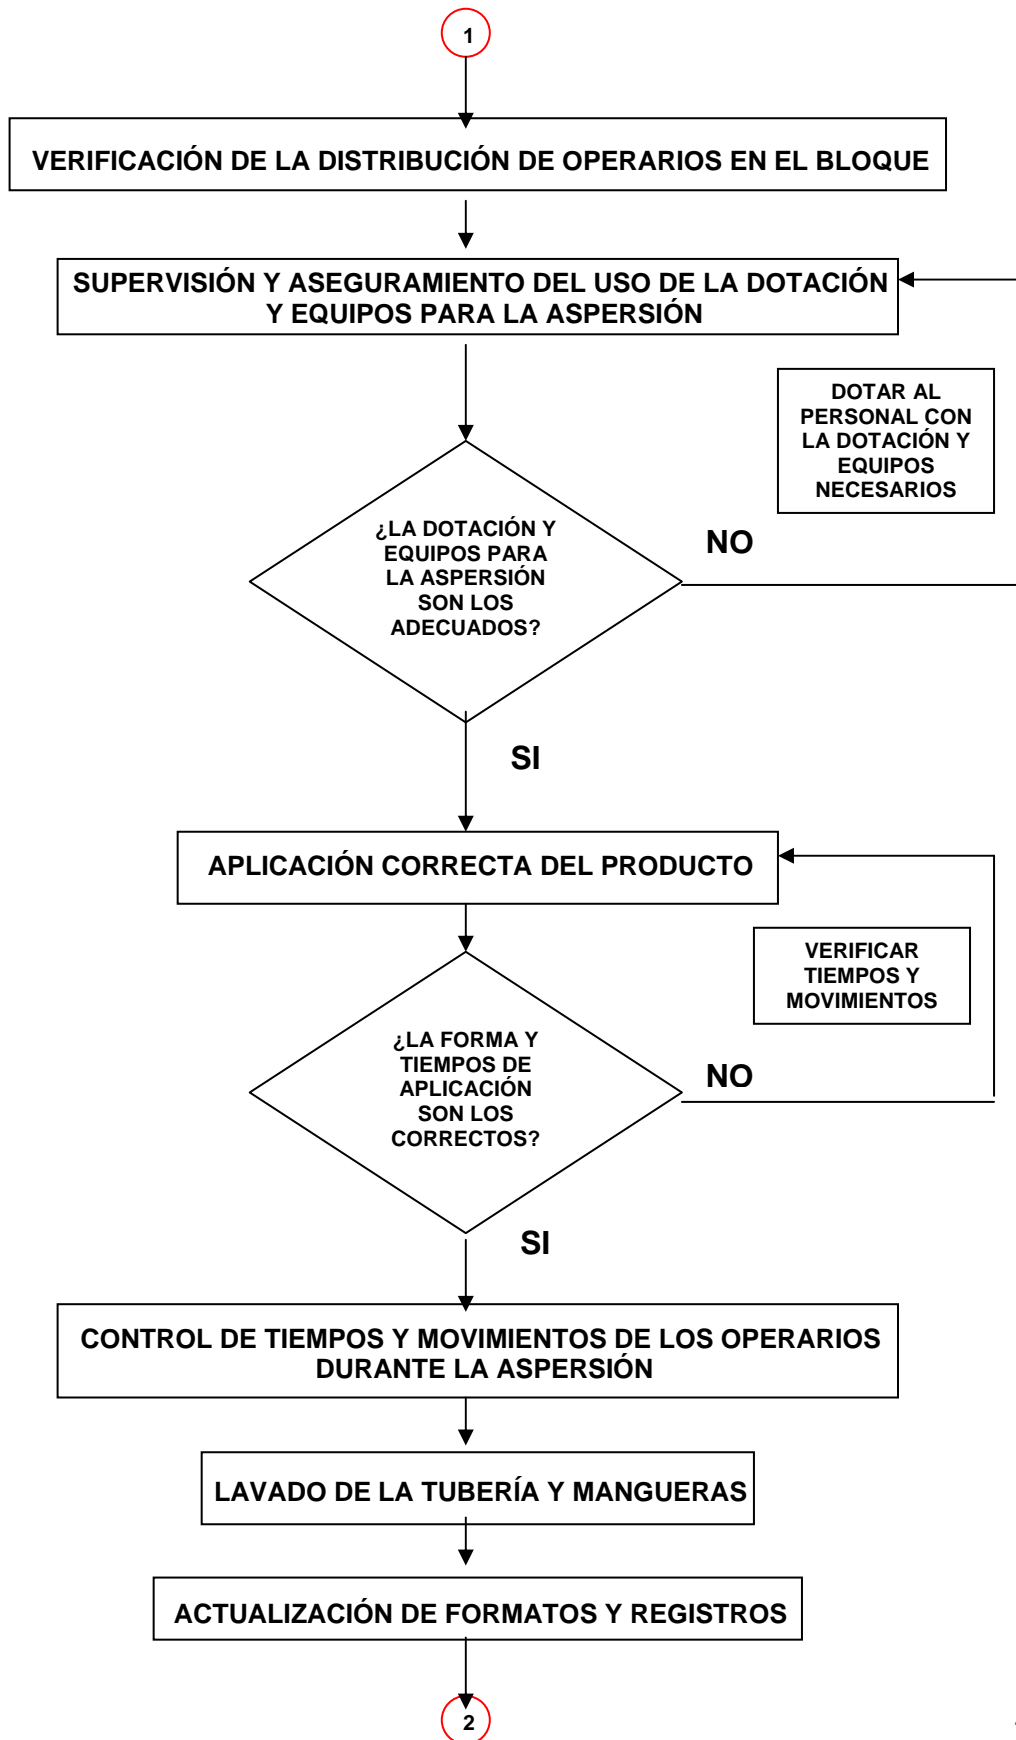 1
VERIFICACIÓN DE LA DISTRIBUCIÓN DE OPERARIOS EN EL BLOQUE
SUPERVISIÓN Y ASEGURAMIENTO DEL USO DE LA DOTACIÓN
Y EQUIPOS PARA LA ASPERSIÓN
DOTAR AL
PERSONAL CON
LA DOTACIÓN Y
EQUIPOS
NECESARIOS
¿LA DOTACIÓN Y
EQUIPOS PARA
LA ASPERSIÓN
SON LOS
ADECUADOS?
NO
SI
APLICACIÓN CORRECTA DEL PRODUCTO
VERIFICAR
TIEMPOS Y
MOVIMIENTOS
¿LA FORMA Y
TIEMPOS DE
APLICACIÓN
SON LOS
CORRECTOS?
NO
SI
CONTROL DE TIEMPOS Y MOVIMIENTOS DE LOS OPERARIOS
DURANTE LA ASPERSIÓN
LAVADO DE LA TUBERÍA Y MANGUERAS
ACTUALIZACIÓN DE FORMATOS Y REGISTROS
2